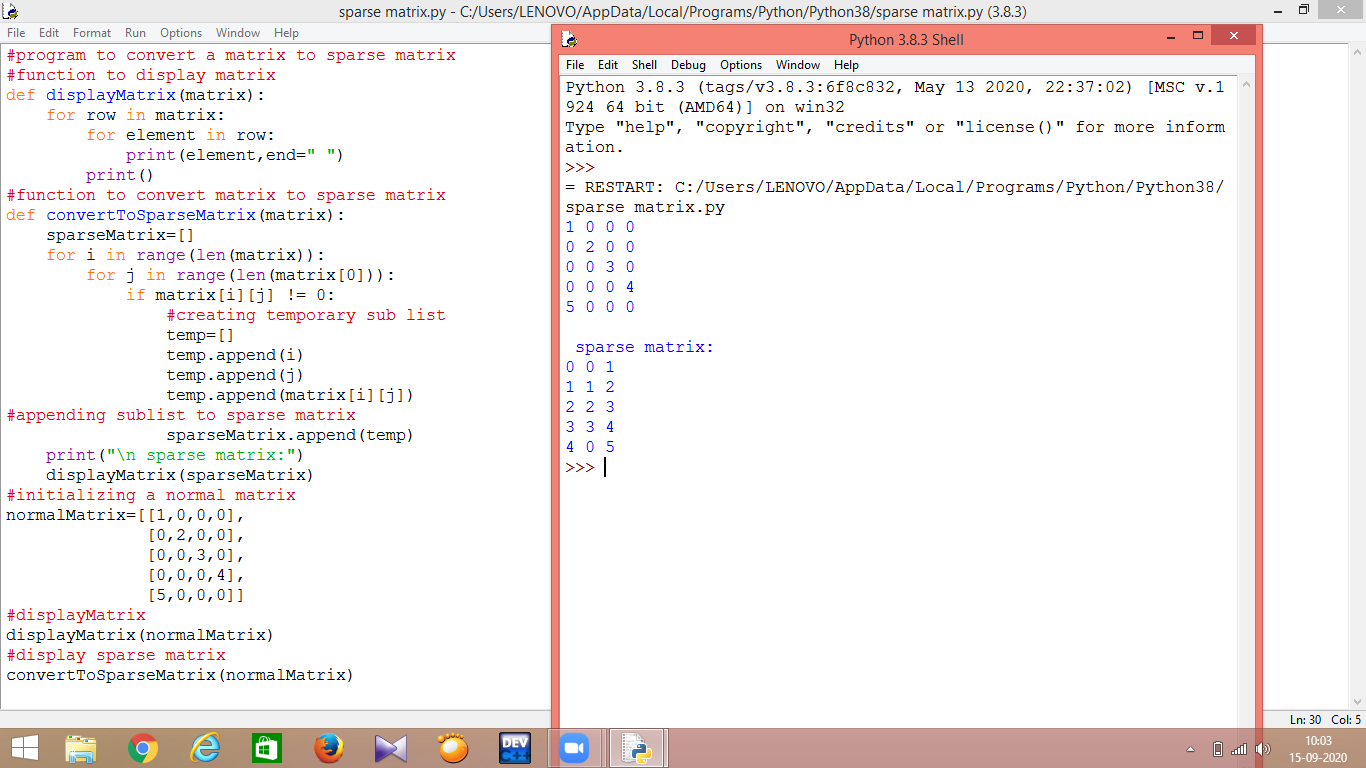 sparse matrix.py - C:/Users/LENOVO/AppData/Local/Programs/Python/Python38/sparse matrix.py (3.8.3)
File Edit Format Run Options Window Help
#program to convert a matrix to sparse matrix
#function to display matrix
def displayMatrix(matrix):
    for row in matrix:
        for element in row:
            print(element,end=" ")
        print()
#function to convert matrix to sparse matrix
def convertToSparseMatrix(matrix):
    sparseMatrix=[]
    for i in range(len(matrix)):
        for j in range(len(matrix[0])):
            if matrix[i][j] != 0:
                #creating temporary sub list
                temp=[]
                temp.append(i)
                temp.append(j)
                temp.append(matrix[i][j])
#appending sublist to sparse matrix
                sparseMatrix.append(temp)
    print("\n sparse matrix:")
    displayMatrix(sparseMatrix)
#initializing a normal matrix
normalMatrix=[[1,0,0,0],
              [0,2,0,0],
              [0,0,3,0],
              [0,0,0,4],
              [5,0,0,0]]
#displayMatrix
displayMatrix(normalMatrix)
#display sparse matrix
convertToSparseMatrix(normalMatrix)
Python 3.8.3 Shell
File Edit Shell Debug Options Window Help
Python 3.8.3 (tags/v3.8.3:6f8c832, May 13 2020, 22:37:02) [MSC v.1
924 64 bit (AMD64)] on win32
Type "help", "copyright", "credits" or "license()" for more inform
ation.
>>>
= RESTART: C:/Users/LENOVO/AppData/Local/Programs/Python/Python38/
sparse matrix.py
1 0 0 0
0 2 0 0
0 0 3 0
0 0 0 4
5 0 0 0

 sparse matrix:
0 0 1
1 1 2
2 2 3
3 3 4
4 0 5
>>>
Ln: 30 Col: 5
DEV
C++
10:03
15-09-2020